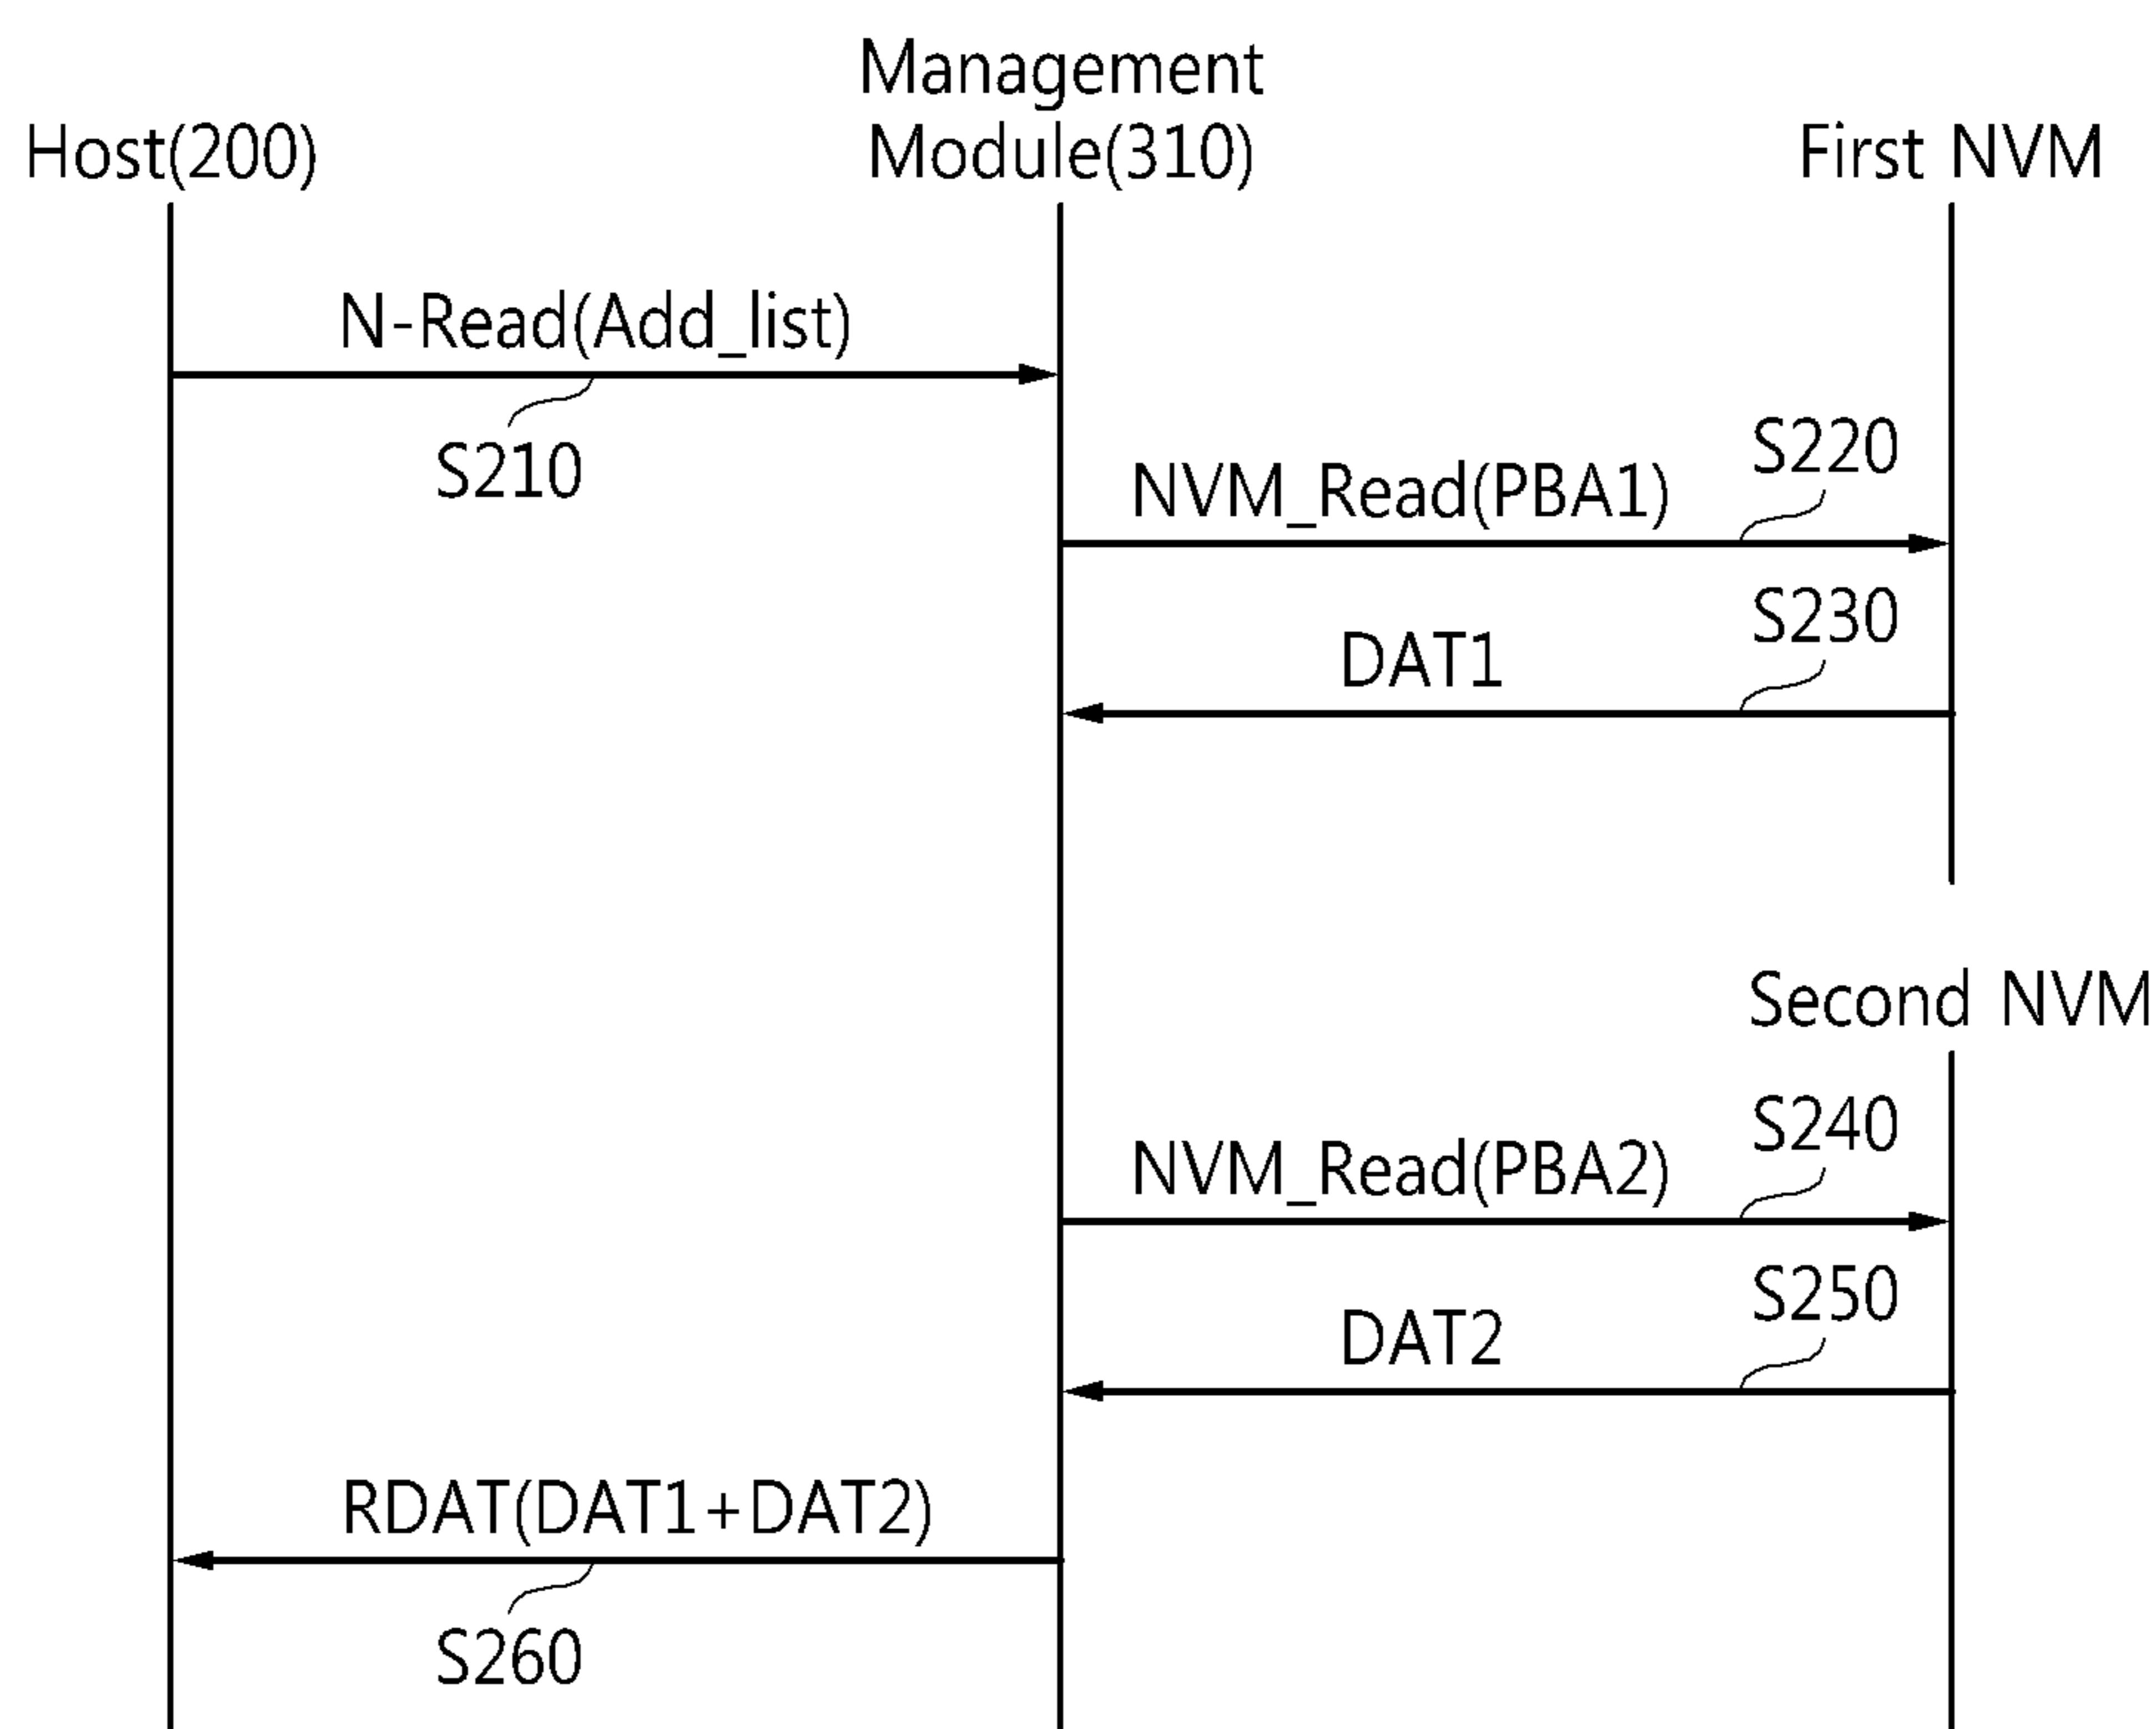 Management
Host(200)
Module(310)
First NVM
N-Read(Add_list)
S210
S220
NVM_Read(PBA1)
S230
DAT1
Second NVM
S240
NVM_Read(PBA2)
S250
DAT2
RDAT(DAT1+DAT2)
S260